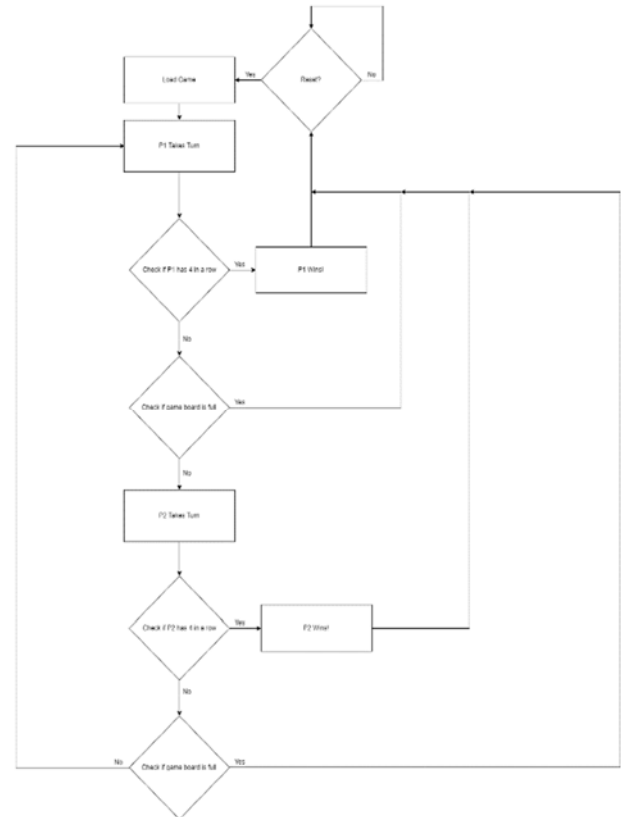 Load Game
Yes
Reset?
No
P1 Takes Turn
Check if P1 has 4 in a row
Yes
P1 Wins!
No
Check if game board is full
Yes
No
P2 Takes Turn
Check if P2 has 4 in a row
Yes
P2 Wins!
No
No
Check if game board is full
Yes